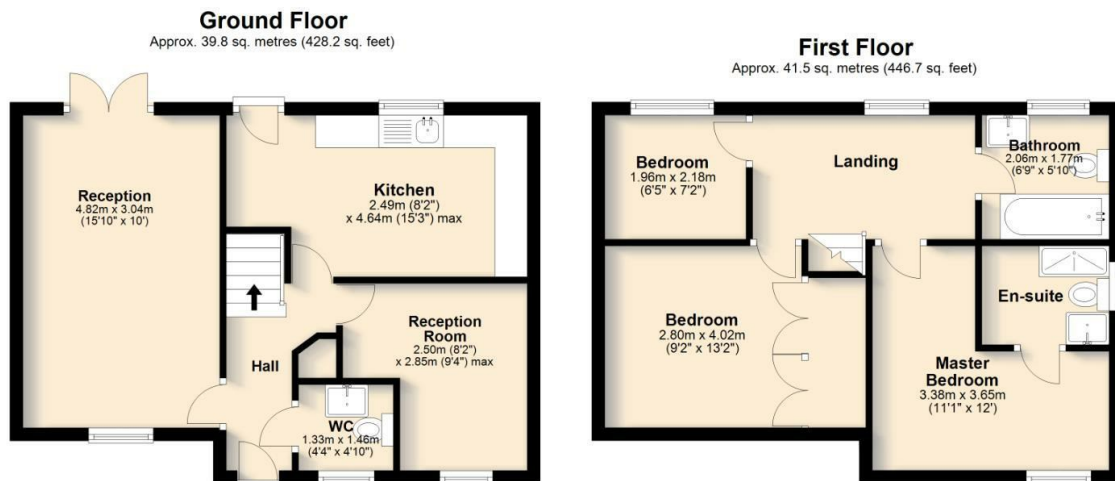 Ground Floor
Approx. 39.8 sq. metres (428.2 sq. feet)
Reception
4.82m x 3.04m
(15'10" x 10')
Kitchen
2.49m (8'2")
x 4.64m (15'3") max
Reception
Room
2.50m (8'2")
x 2.85m (9'4") max
Hall
WC
1.33m x 1.46m
(4'4" x 4'10")
First Floor
Approx. 41.5 sq. metres (446.7 sq. feet)
Bedroom
1.96m x 2.18m
(6'5" x 7'2")
Landing
Bathroom
2.06m x 1.77m
(6'9" x 5'10")
Bedroom
2.80m x 4.02m
(9'2" x 13'2")
En-suite
Master
Bedroom
3.38m x 3.65m
(11'1" x 12')